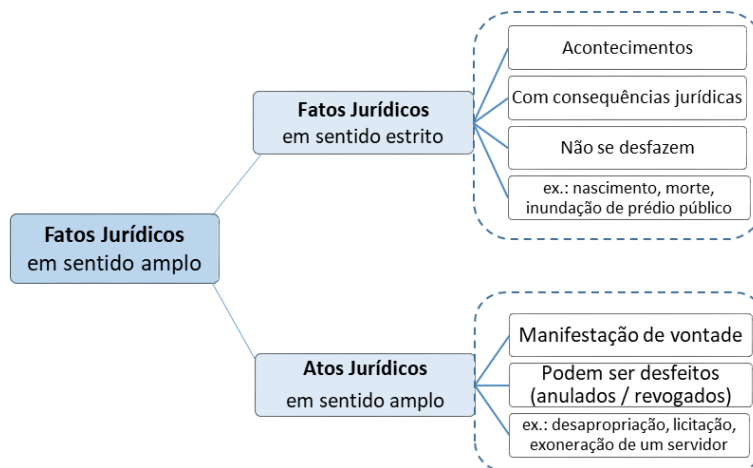 Fatos Jurídicos
em sentido amplo
Fatos Jurídicos
em sentido estrito
Acontecimentos
Com consequências jurídicas
Não se desfazem
ex.: nascimento, morte,
inundação de prédio público
Atos Jurídicos
em sentido amplo
Manifestação de vontade
Podem ser desfeitos
(anulados / revogados)
ex.: desapropriação, licitação,
exoneração de um servidor